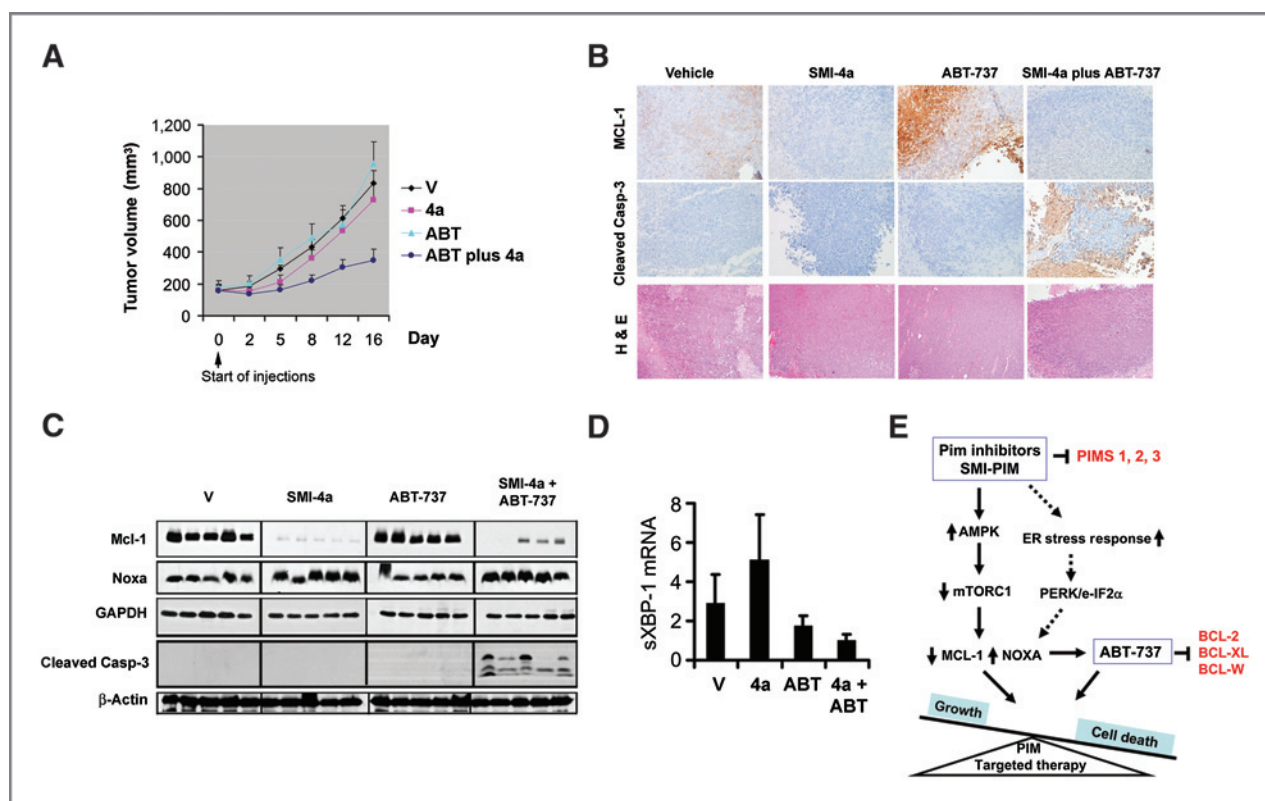 A
Tumor volume (mm³)
1,200
1,000
800
600
400
200
0
0 2 5 8 12 16 Day
Start of injections
V
4a
ABT
ABT plus 4a
B
Vehicle SMI-4a ABT-737 SMI-4a plus ABT-737
MCL-1
Cleaved Casp-3
H & E
C
V SMI-4a ABT-737 SMI-4a +
ABT-737
Mcl-1
Noxa
GAPDH
Cleaved Casp-3
β-Actin
D
sXBP-1 mRNA
8
6
4
2
0
V 4a ABT 4a +
ABT
E
Pim inhibitors
SMI-PIM
PIMS 1, 2, 3
AMPK
ER stress response
mTORC1
PERK/e-IF2α
MCL-1 NOXA
ABT-737
BCL-2
BCL-XL
BCL-W
Growth
Cell death
PIM
Targeted therapy